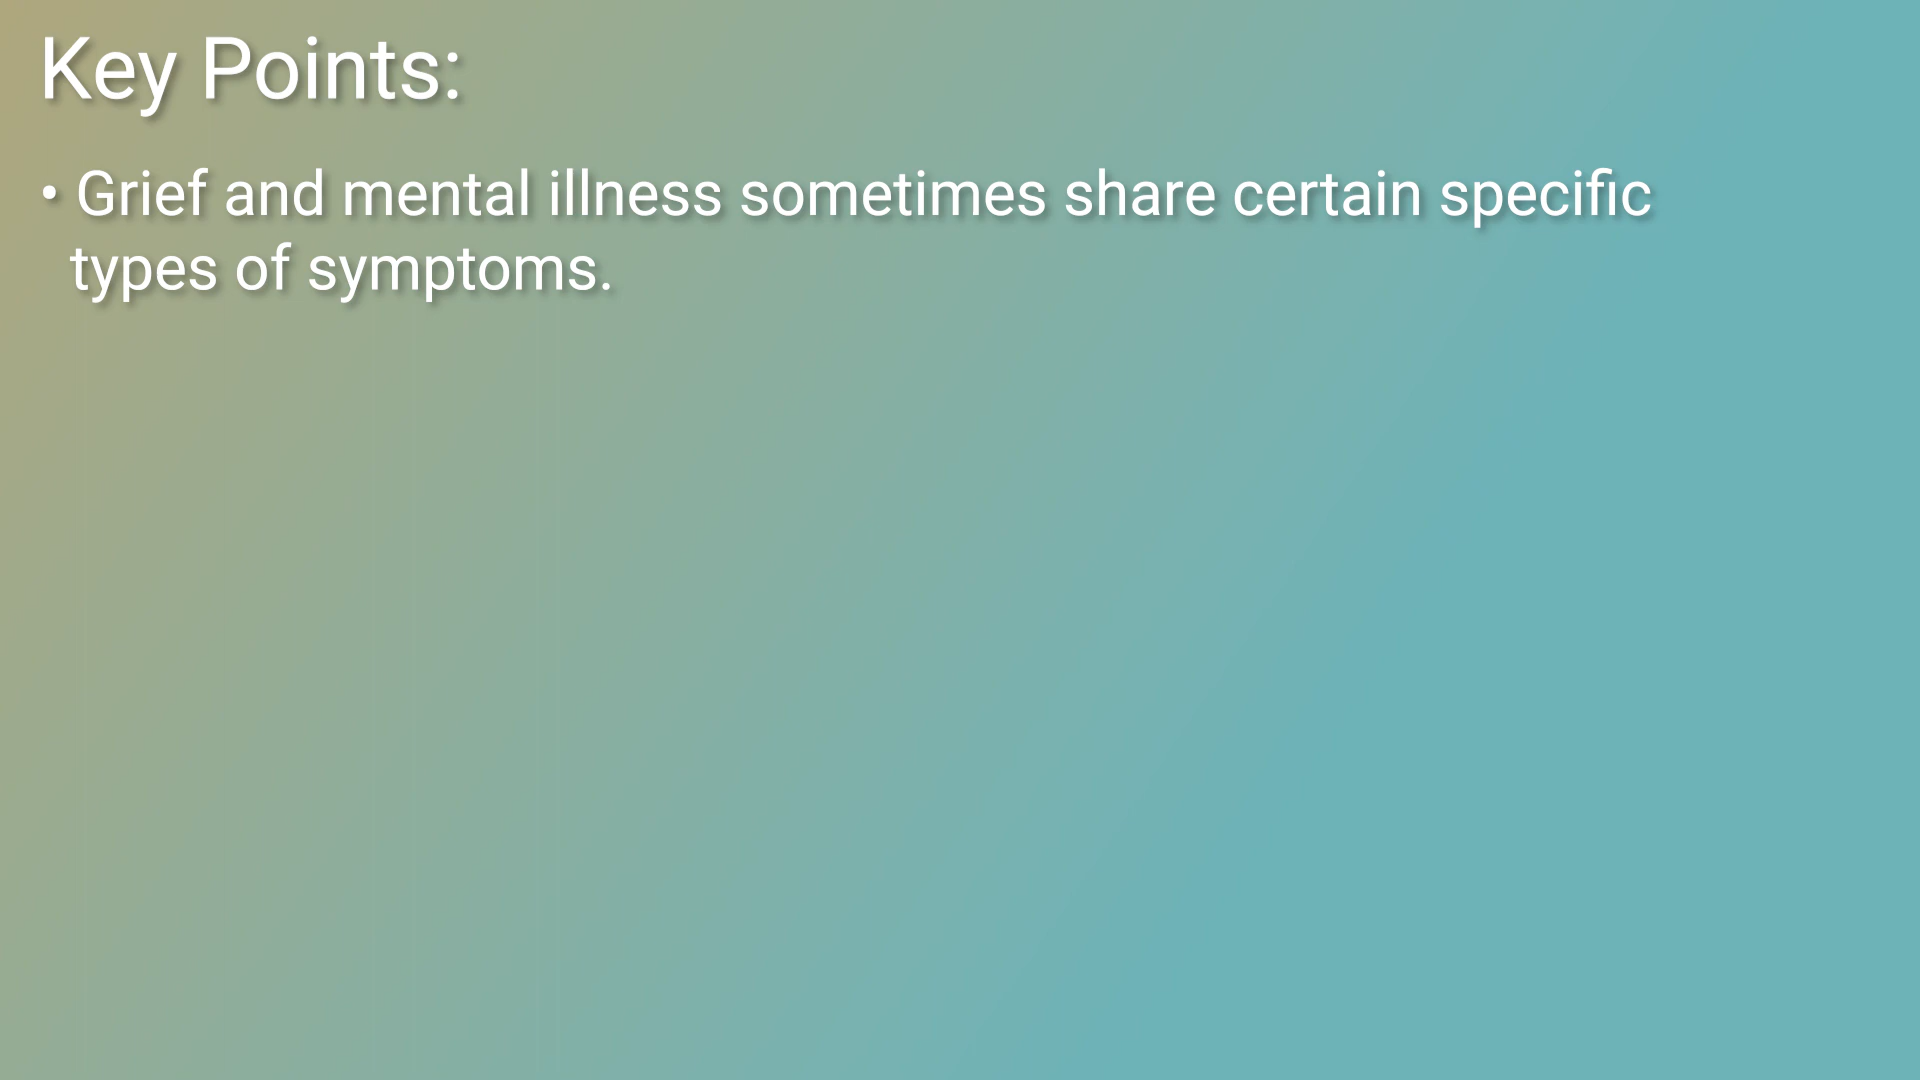 Key Points:
• Grief and mental illness sometimes share certain specific
types of symptoms.